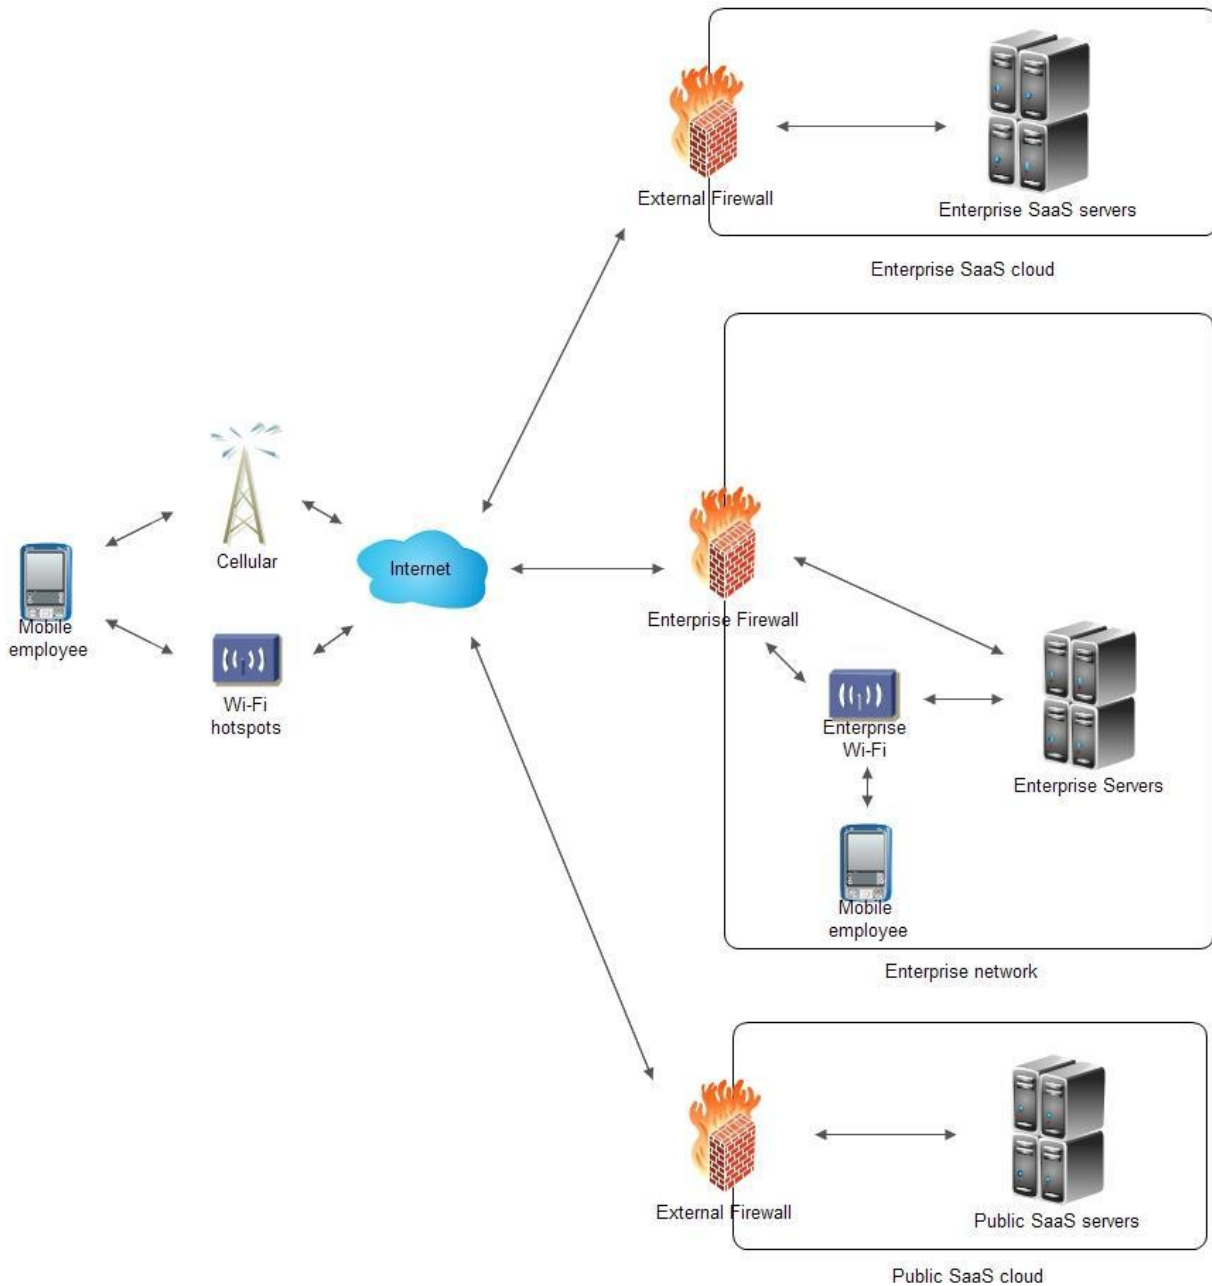 External Firewall
Enterprise SaaS servers
Enterprise SaaS cloud
Cellular
Internet
Mobile
employee
Wi-Fi
hotspots
Enterprise Firewall
Enterprise
Wi-Fi
Enterprise Servers
Mobile
employee
Enterprise network
External Firewall
Public SaaS servers
Public SaaS cloud